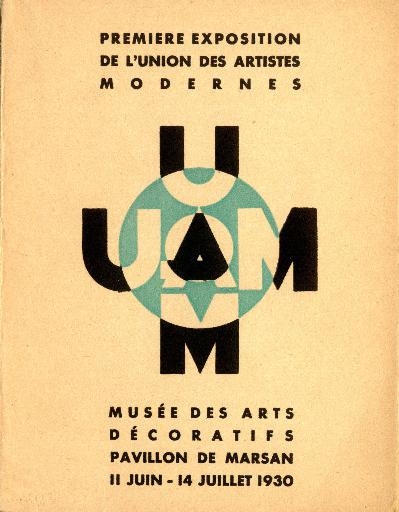 PREMIERE EXPOSITION
DE L'UNION DES ARTISTES
MODERNES
UAM
UAM
MUSÉE DES ARTS
DÉCORATIFS
PAVILLON DE MARSAN
11 JUIN - 14 JUILLET 1930